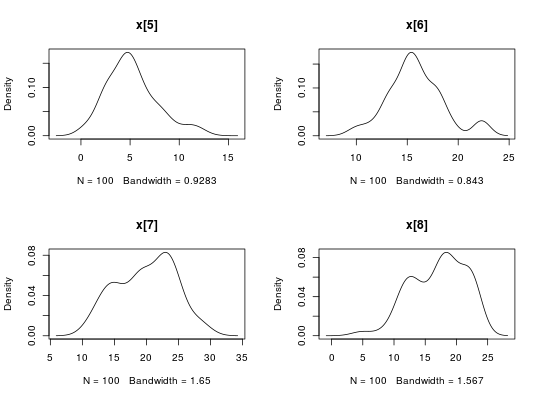 x[5]
Density
0.00 0.10
0 5 10 15
N = 100 Bandwidth = 0.9283
x[6]
Density
0.00 0.10
10 15 20 25
N = 100 Bandwidth = 0.843
x[7]
Density
0.00 0.04 0.08
5 10 15 20 25 30 35
N = 100 Bandwidth = 1.65
x[8]
Density
0.00 0.04 0.08
0 5 10 15 20 25
N = 100 Bandwidth = 1.567